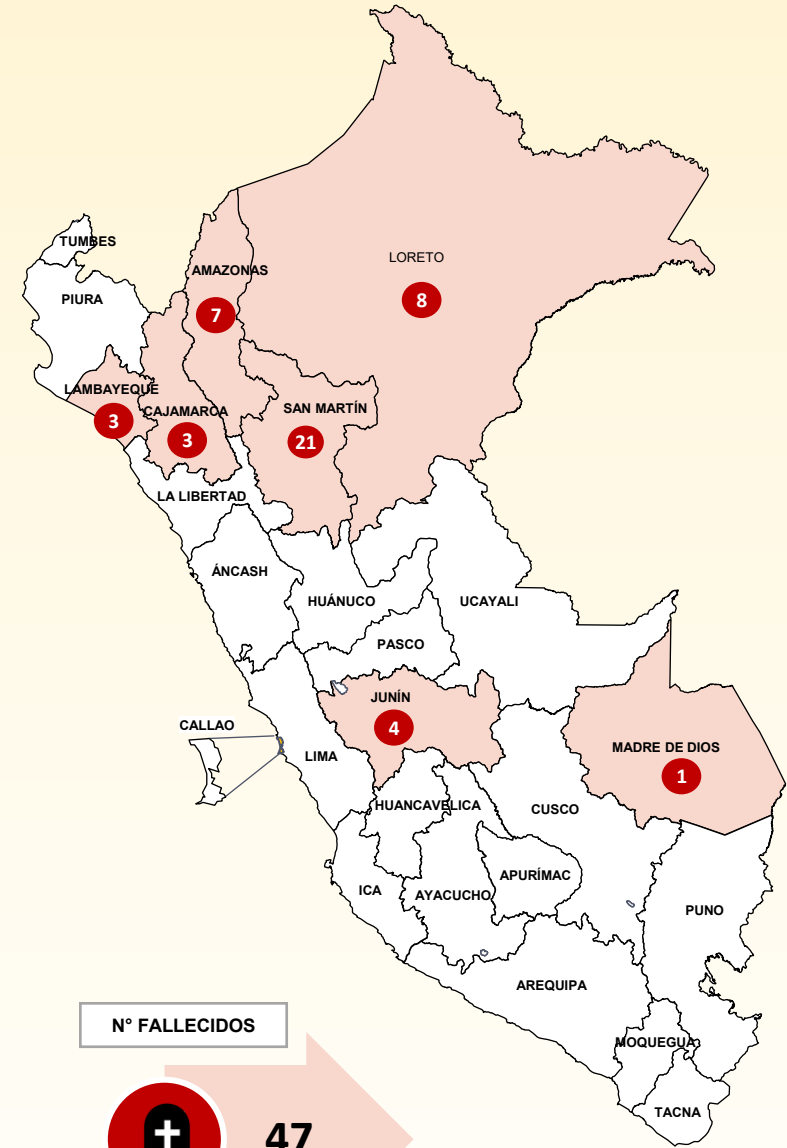 TUMBES
PIURA
AMAZONAS
7
LORETO
8
LAMBAYEQUE
3
CAJAMARCA
3
SAN MARTÍN
21
LA LIBERTAD
ÁNCASH
HUÁNUCO
UCAYALI
PASCO
JUNÍN
4
CALLAO
LIMA
MADRE DE DIOS
1
HUANCAVELICA
CUSCO
ICA
AYACUCHO
APURÍMAC
PUNO
AREQUIPA
MOQUEGUA
TACNA
N° FALLECIDOS
47